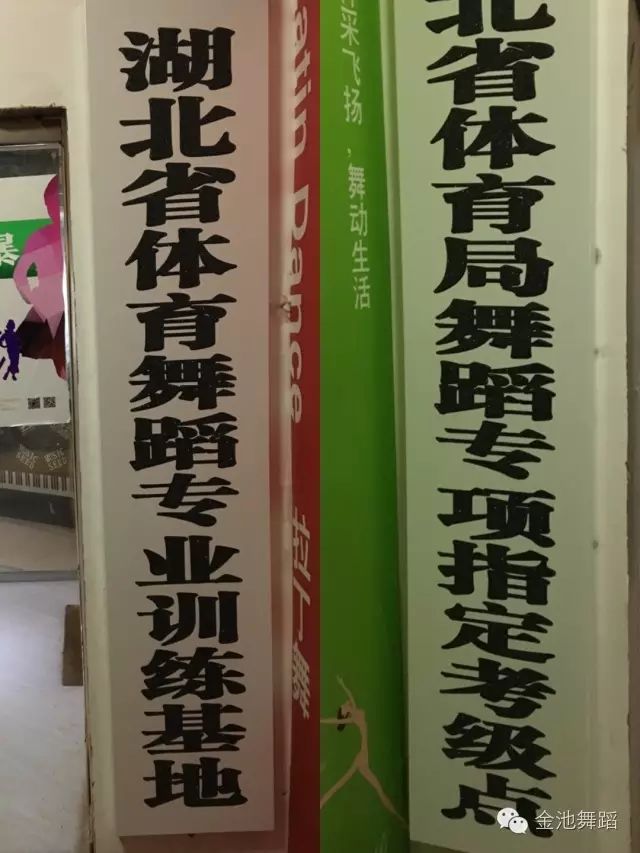 湖北省体育舞蹈专业训练基地
atin Dance 拉丁舞
采飞扬，舞动生活
北省体育局舞蹈专项指定考级点
金池舞蹈